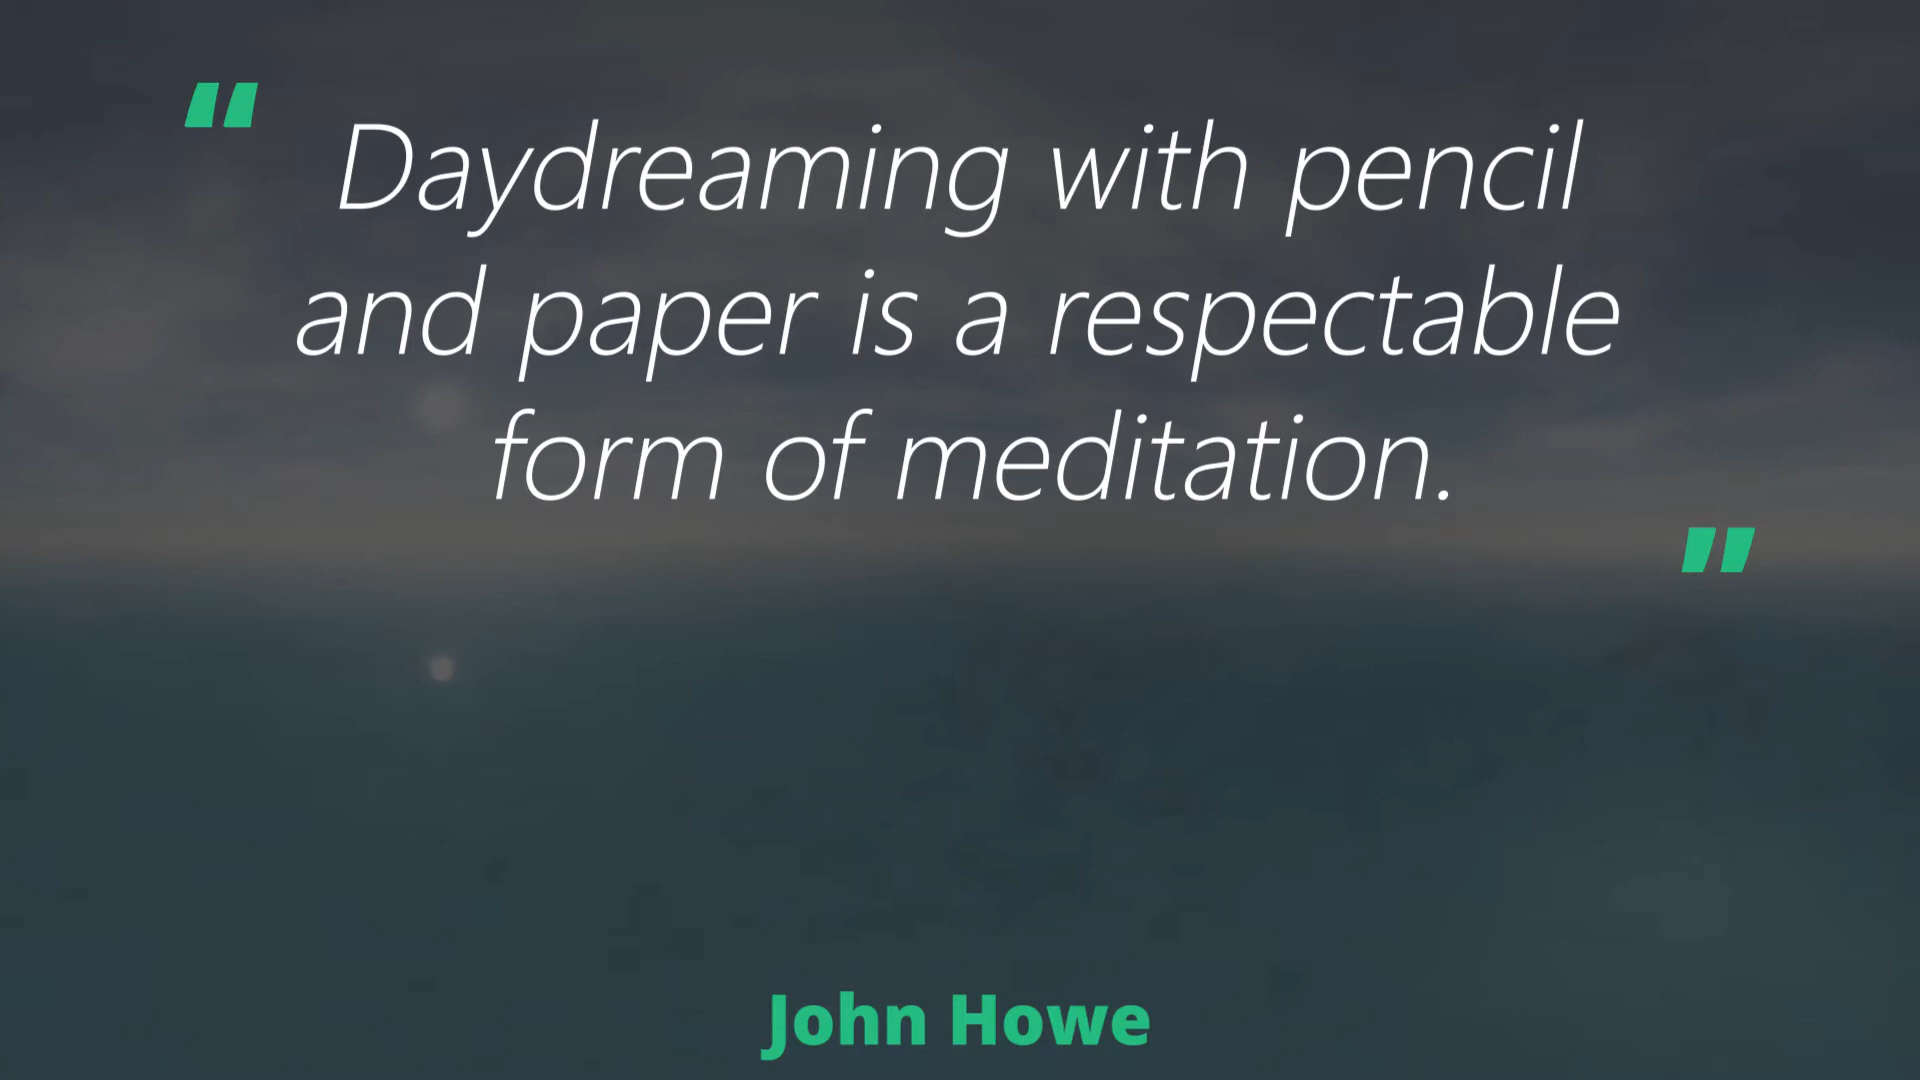 “Daydreaming with pencil
and paper is a respectable
form of meditation.”
John Howe